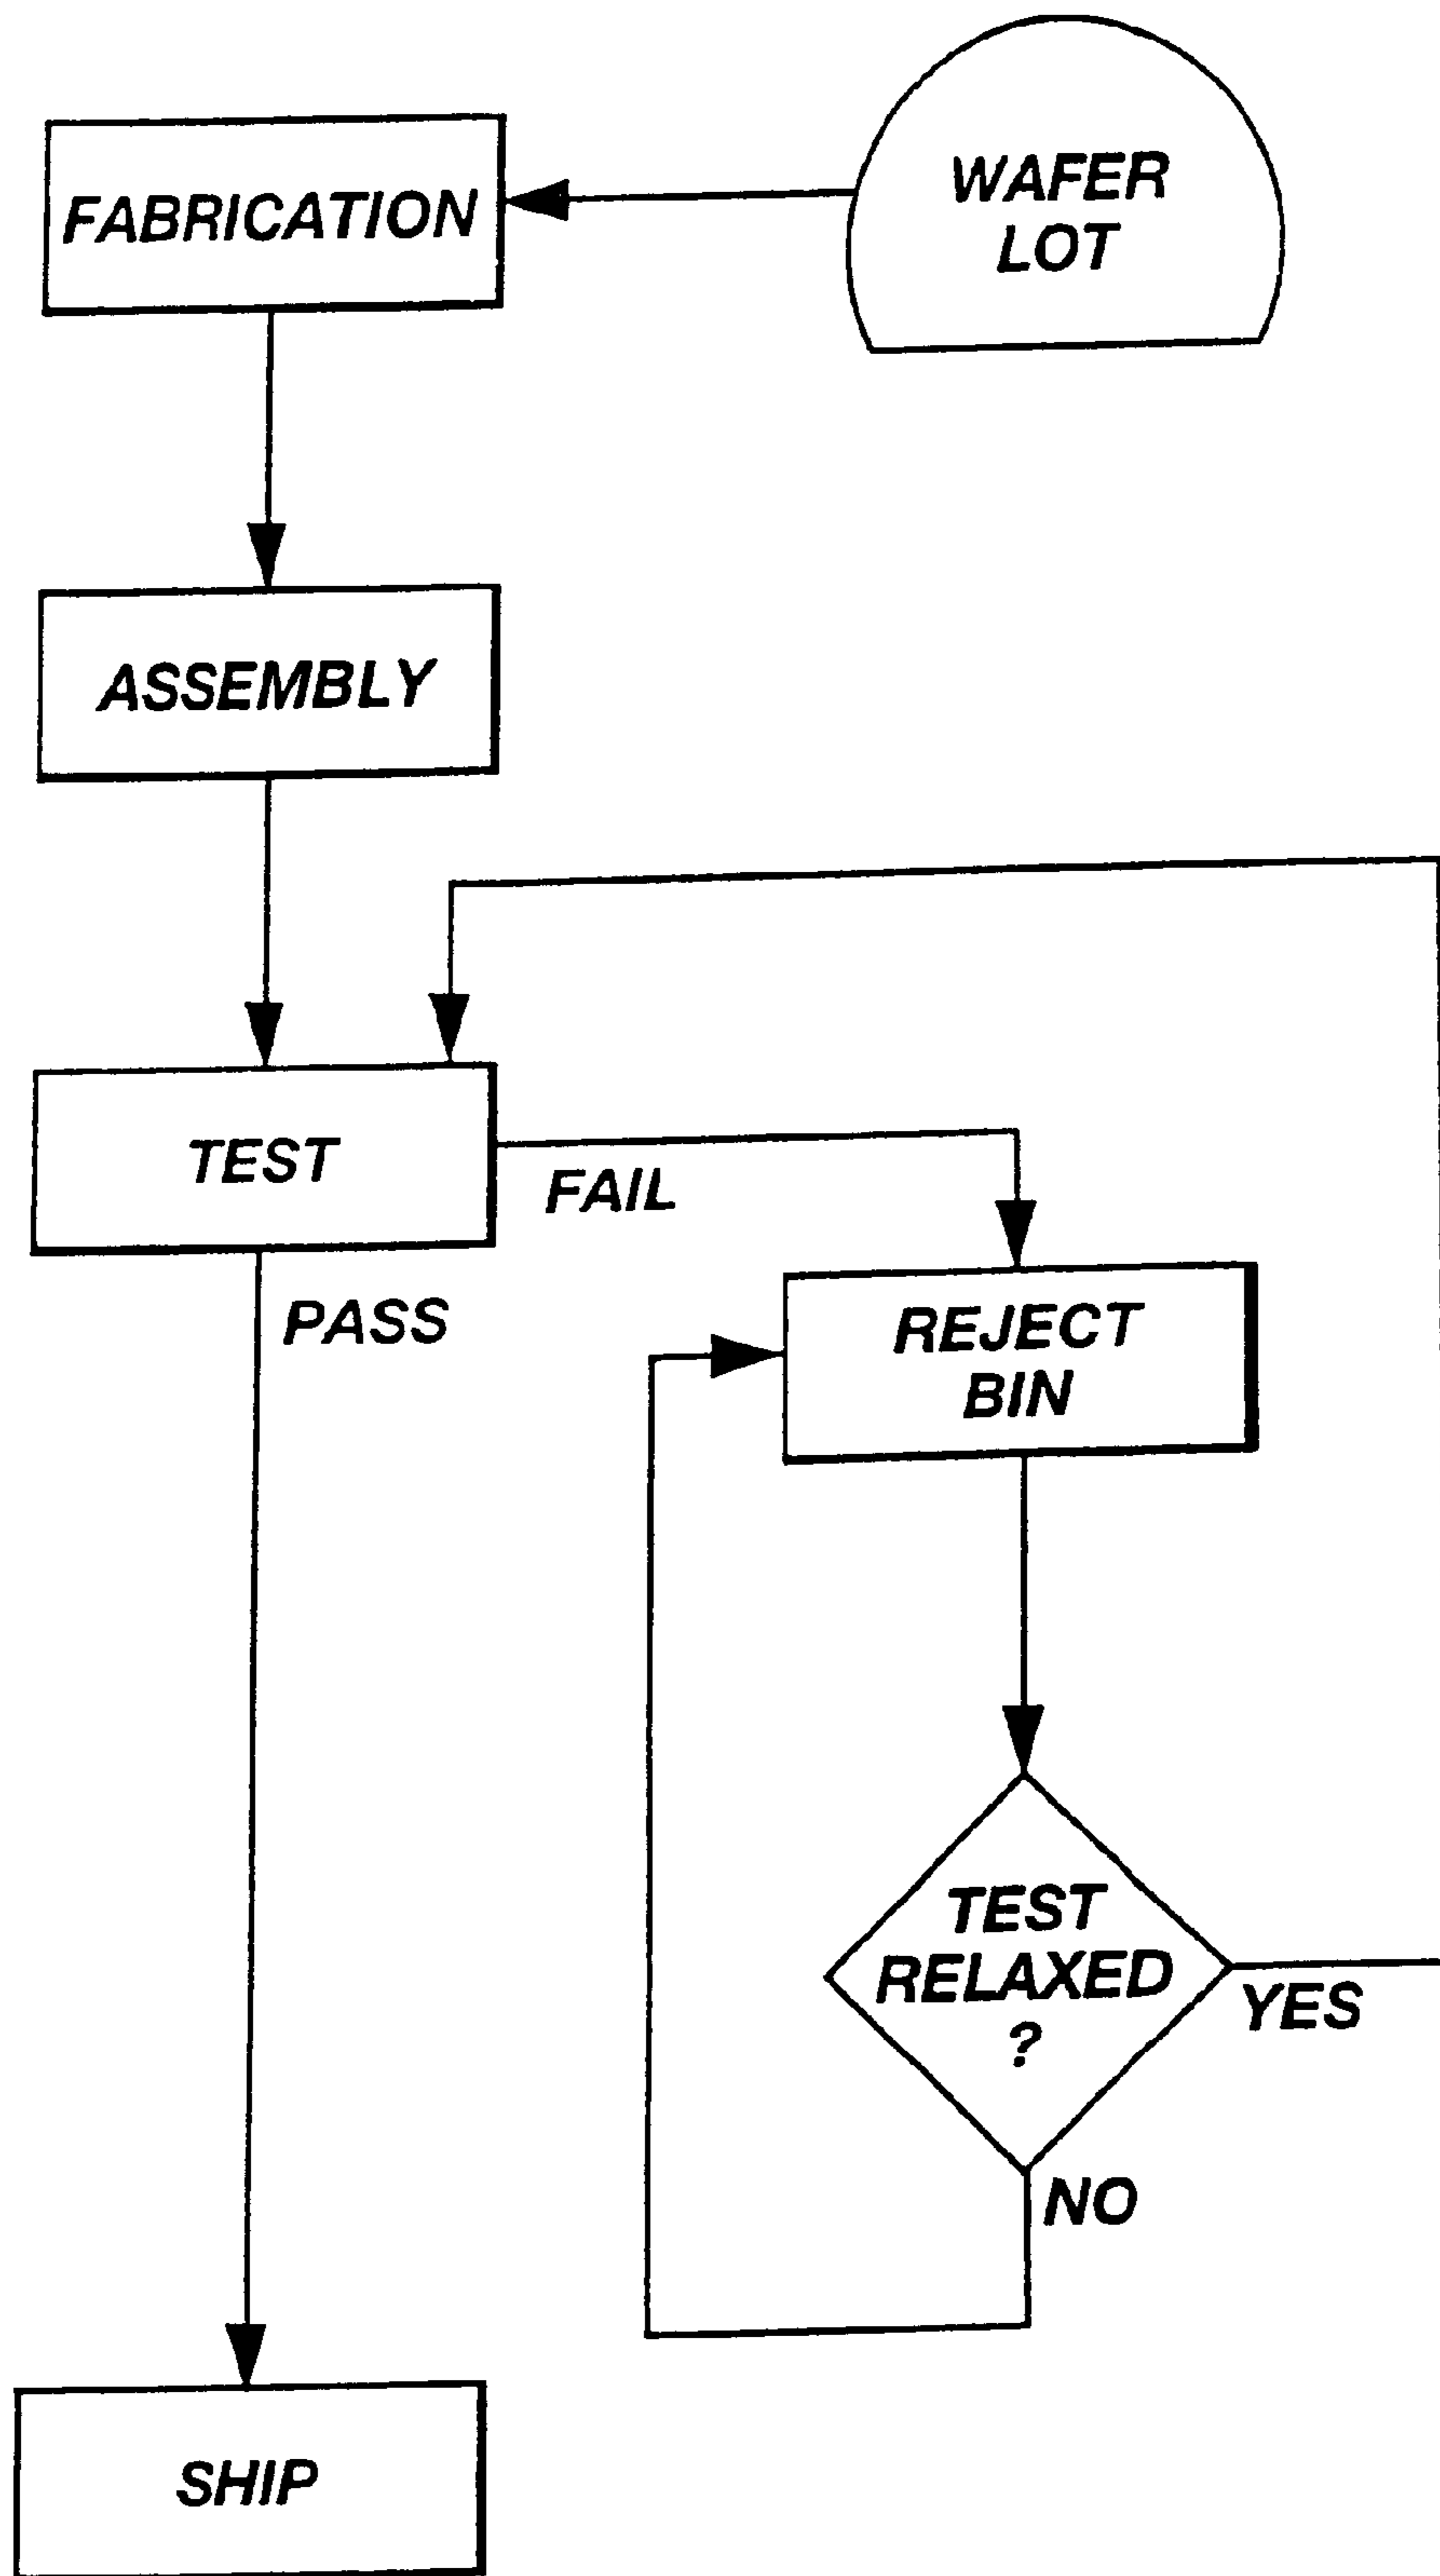 WAFER
LOT
FABRICATION
ASSEMBLY
TEST
FAIL
PASS
REJECT
BIN
TEST
RELAXED
?
YES
NO
SHIP